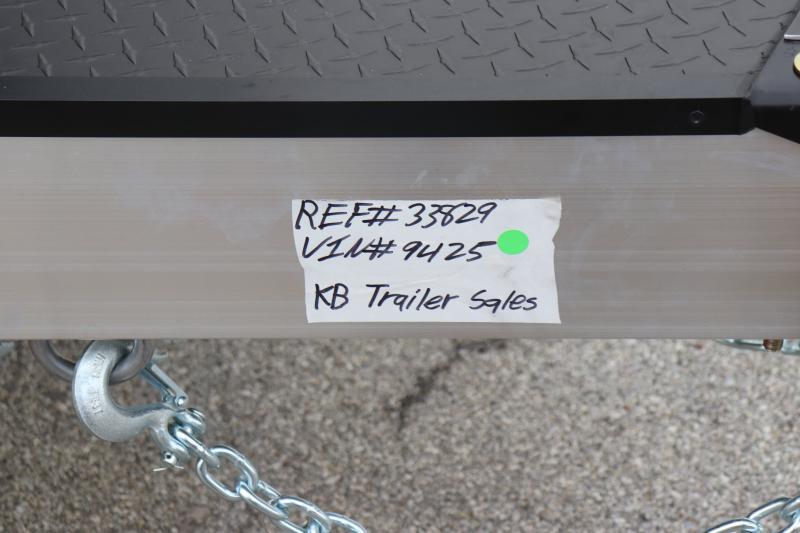 REF# 33829
VIN# 9425
KB Trailer Sales